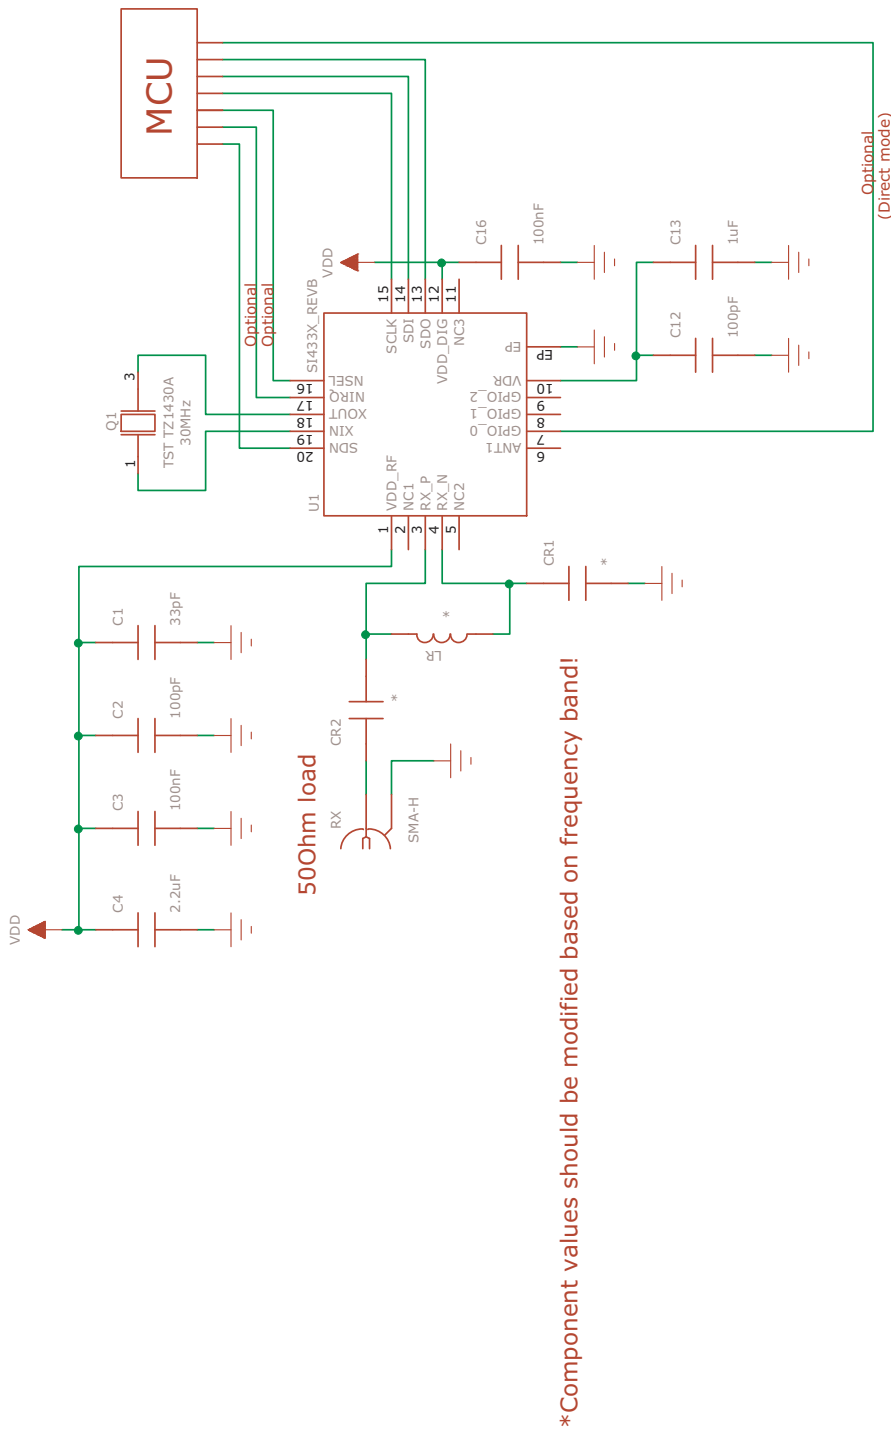 MCU
Optional
(Direct mode)
Optional
Optional
VDD
C16
100nF
C13
1uF
C12
100pF
SI433X_REVB
U1
15
14
13
12
11
SCLK
SDI
SDO
VDD_DIG
NC3
EP
EP
VDR
GPIO_2
GPIO_1
GPIO_0
ANT1
10
9
8
7
6
NSEL
NIRQ
XOUT
XIN
SDN
16
17
18
19
20
VDD_RF
NC1
RX_P
RX_N
NC2
1
2
3
4
5
Q1
3
1
TST TZ1430A
30MHz
C1
33pF
C2
100pF
C3
100nF
C4
2.2uF
VDD
CR1
*
LR
*
CR2
*
RX
SMA-H
50Ohm load
*Component values should be modified based on frequency band!